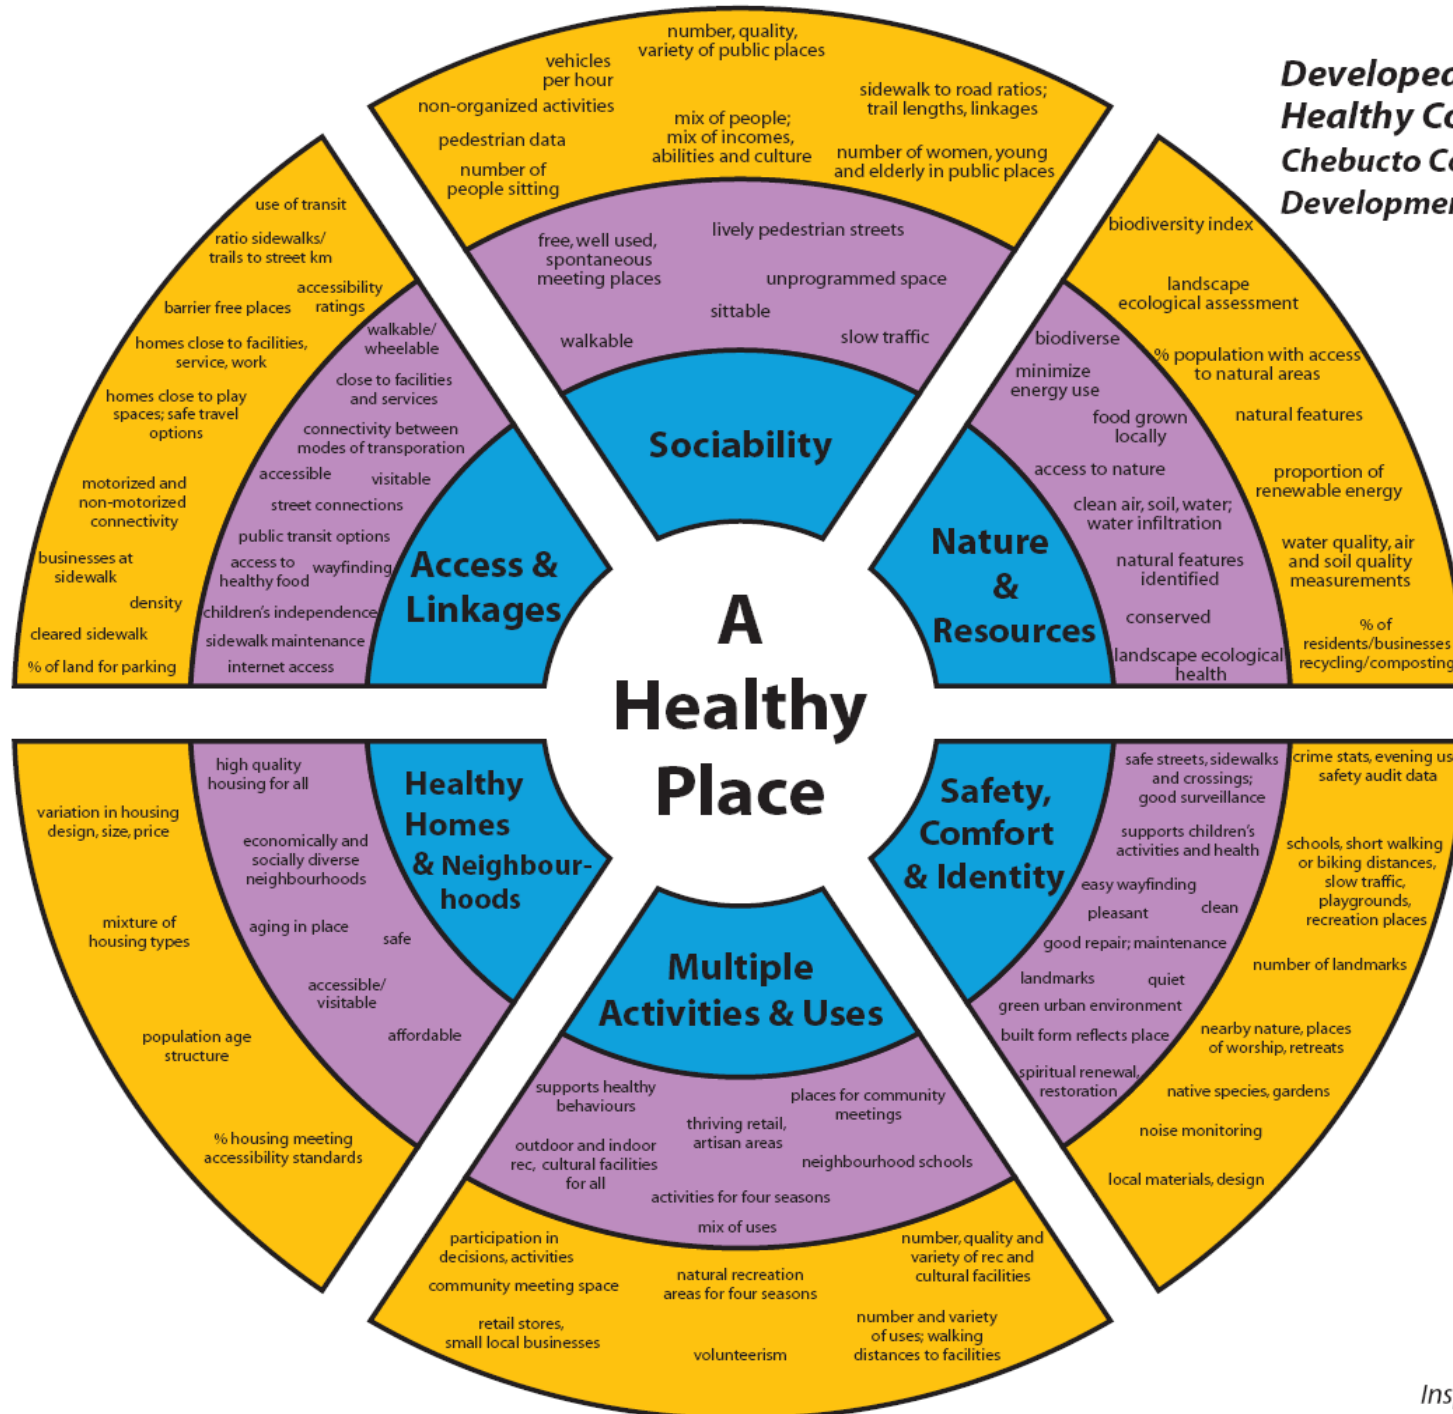 A
Healthy
Place
Developed
Healthy Co
Chebucto Co
Developmen
number, quality,
variety of public places
vehicles
per hour
non-organized activities
pedestrian data
number of
people sitting
mix of people;
mix of incomes,
abilities and culture
sidewalk to road ratios;
trail lengths, linkages
number of women, young
and elderly in public places
free, well used,
spontaneous
meeting places
lively pedestrian streets
unprogrammed space
sittable
walkable
slow traffic
Sociability
biodiversity index
landscape
ecological assessment
% population with access
to natural areas
natural features
proportion of
renewable energy
water quality, air
and soil quality
measurements
% of
residents/businesses
recycling/composting
biodiverse
minimize
energy use
food grown
locally
access to nature
clean air, soil, water;
water infiltration
natural features
identified
conserved
landscape ecological
health
Nature
&
Resources
crime stats, evening us
safety audit data
schools, short walking
or biking distances,
slow traffic,
playgrounds,
recreation places
number of landmarks
nearby nature, places
of worship, retreats
native species, gardens
noise monitoring
local materials, design
safe streets, sidewalks
and crossings;
good surveillance
supports children's
activities and health
easy wayfinding
pleasant
clean
good repair; maintenance
landmarks
quiet
green urban environment
built form reflects place
spiritual renewal,
restoration
Safety,
Comfort
& Identity
Multiple
Activities & Uses
supports healthy
behaviours
places for community
meetings
thriving retail,
artisan areas
outdoor and indoor
rec, cultural facilities
for all
neighbourhood schools
activities for four seasons
mix of uses
participation in
decisions, activities
community meeting space
retail stores,
small local businesses
natural recreation
areas for four seasons
volunteerism
number, quality and
variety of rec and
cultural facilities
number and variety
of uses; walking
distances to facilities
Healthy
Homes
& Neighbour-
hoods
high quality
housing for all
economically and
socially diverse
neighbourhoods
aging in place
safe
accessible/
visitable
affordable
variation in housing
design, size, price
mixture of
housing types
population age
structure
% housing meeting
accessibility standards
use of transit
ratio sidewalks/
trails to street km
accessibility
ratings
barrier free places
homes close to facilities,
service, work
homes close to play
spaces; safe travel
options
motorized and
non-motorized
connectivity
businesses at
sidewalk
density
cleared sidewalk
% of land for parking
walkable/
wheelable
close to facilities
and services
connectivity between
modes of transporation
accessible
visitable
street connections
public transit options
access to
healthy food
wayfinding
children's independence
sidewalk maintenance
internet access
Access &
Linkages
Ins